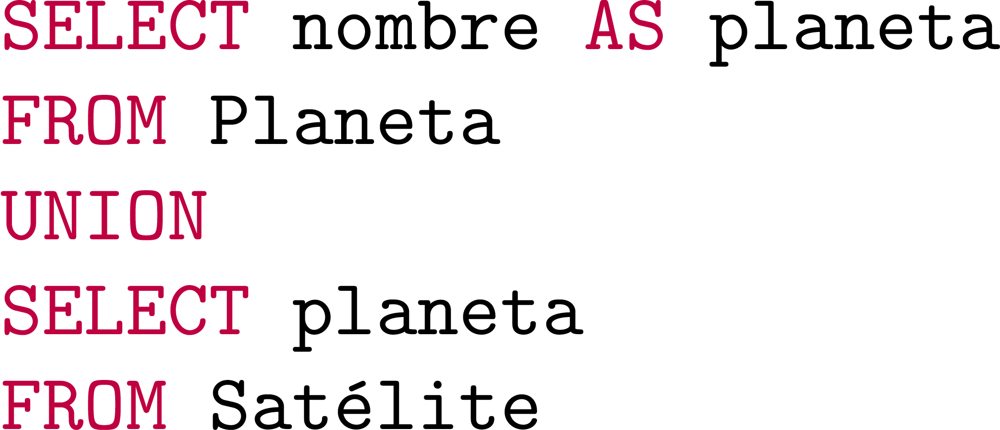 SELECT nombre AS planeta
FROM Planeta
UNION
SELECT planeta
FROM Satélite